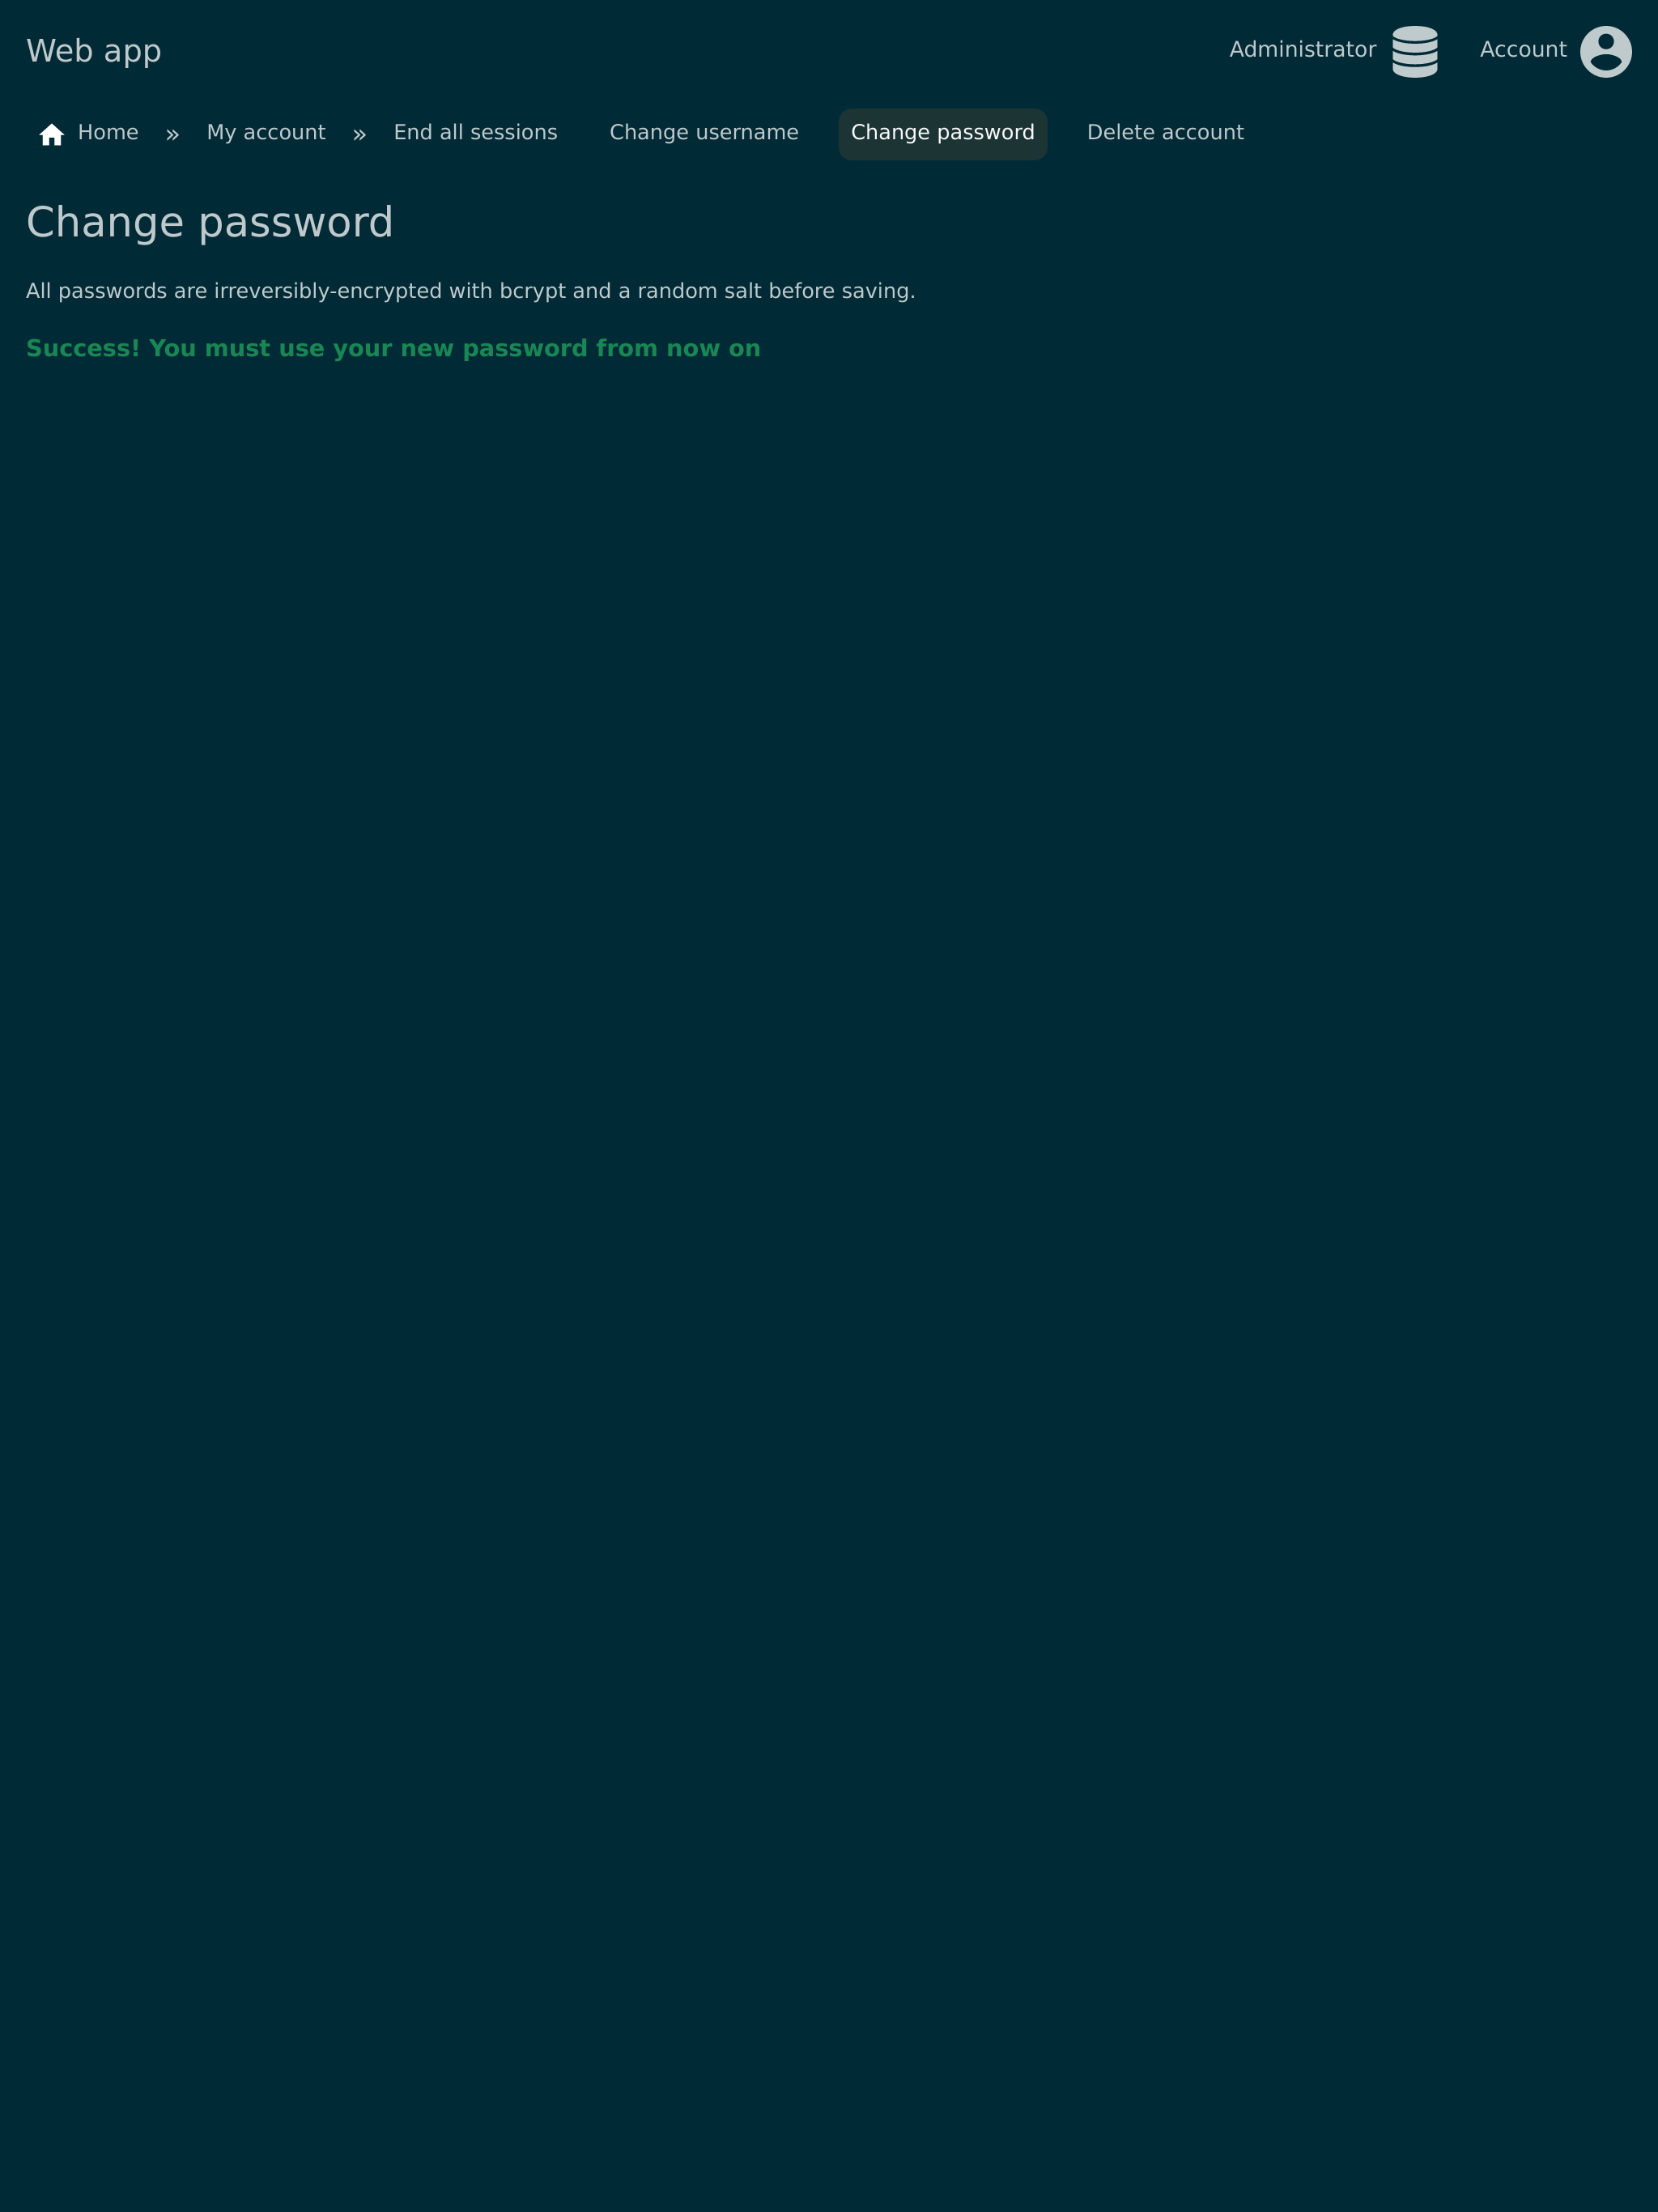 Web app
Administrator
Account
Home » My account » End all sessions Change username Change password Delete account
Change password
All passwords are irreversibly-encrypted with bcrypt and a random salt before saving.
Success! You must use your new password from now on